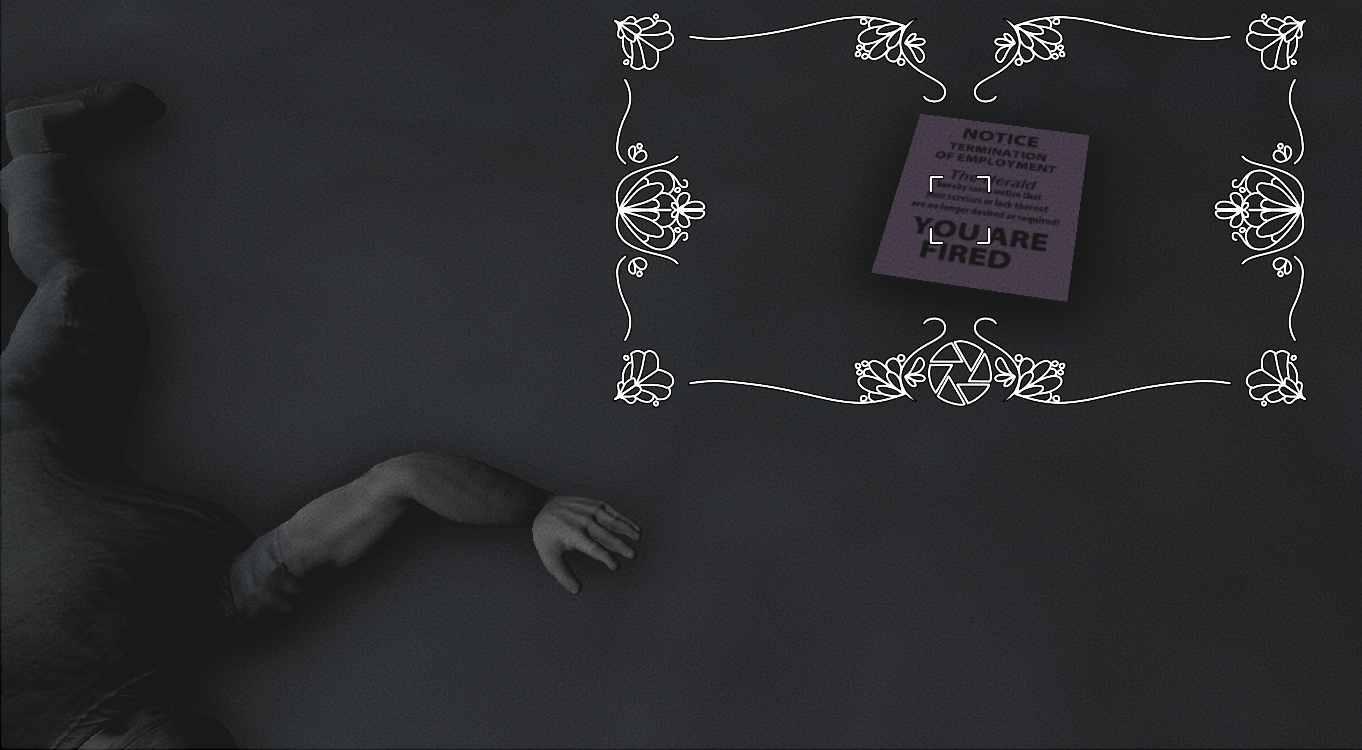 NOTICE
TERMINATION
OF EMPLOYMENT
The Herald
hereby serve notice that
your services or lack thereof
are no longer desired or required!
YOU ARE
FIRED